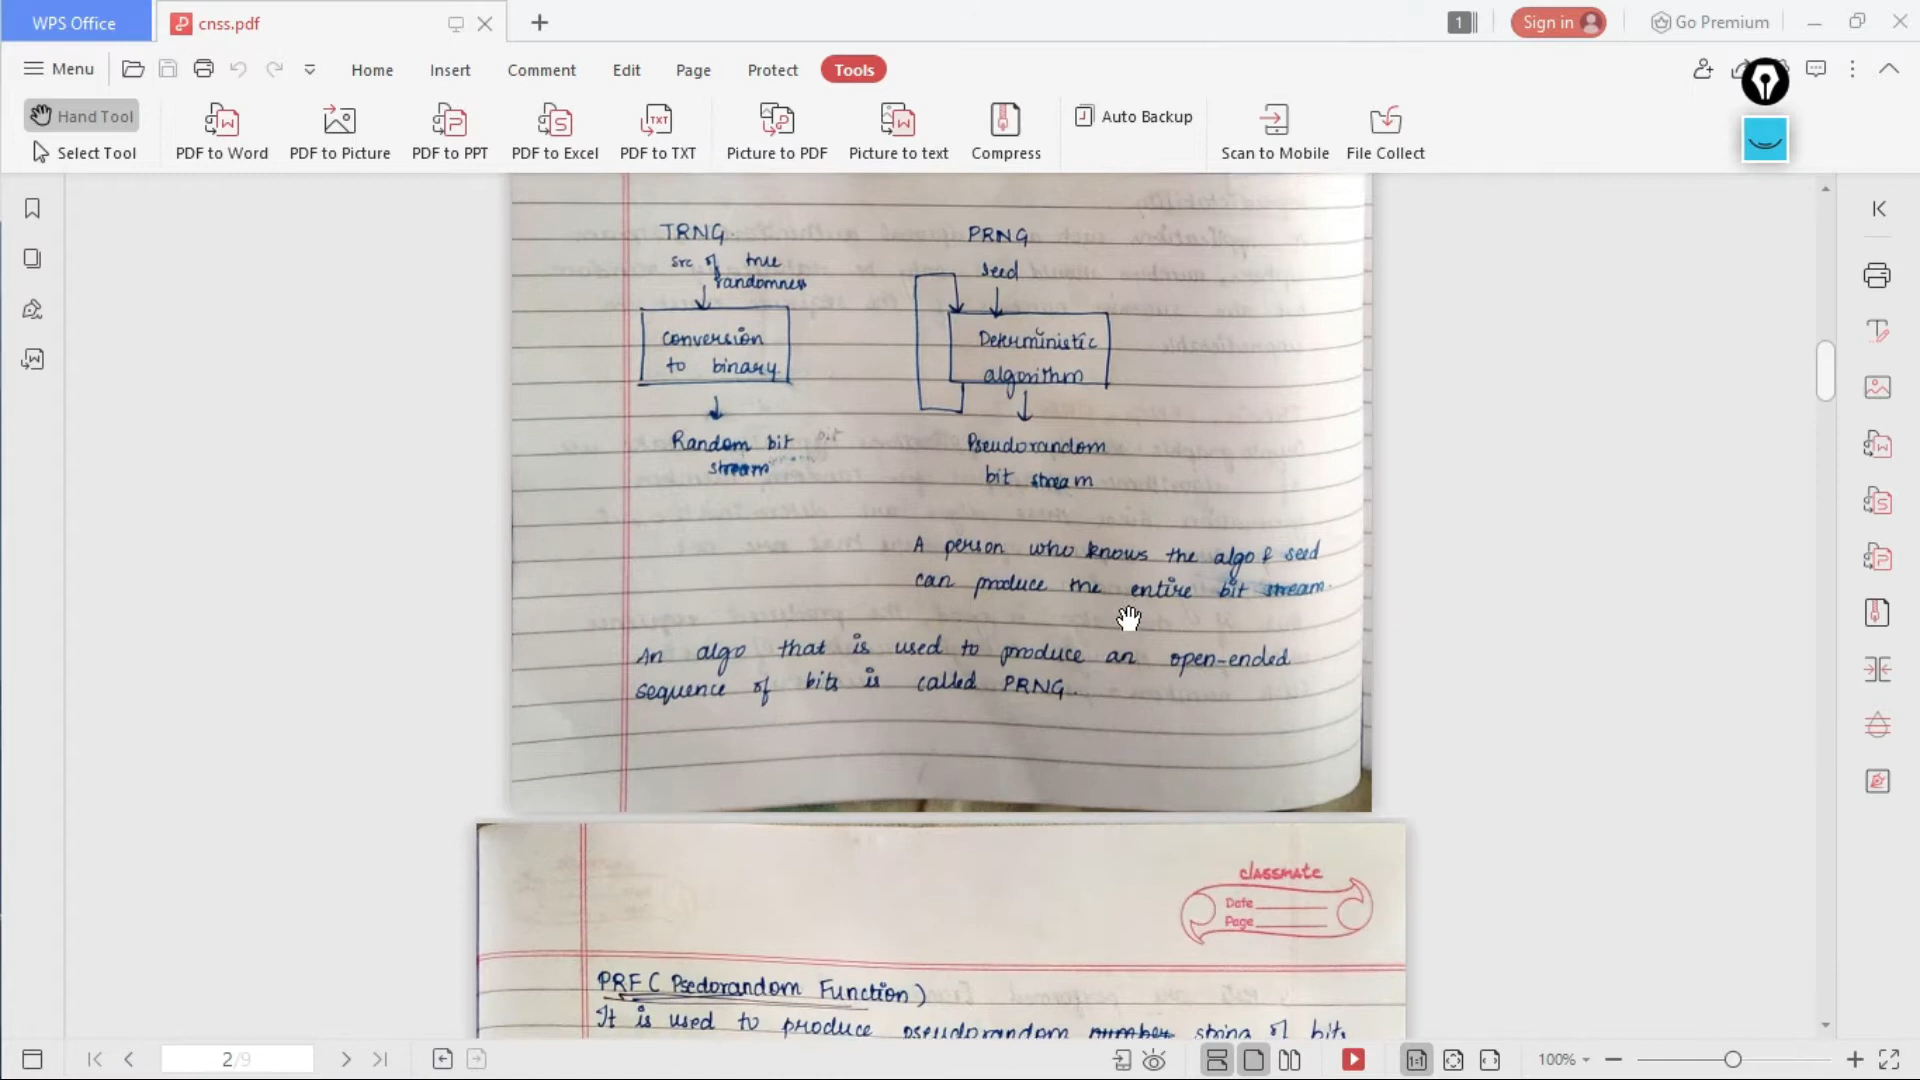 WPS Office
cnss.pdf
1
Sign in
Go Premium
Menu
Home
Insert
Comment
Edit
Page
Protect
Tools
Hand Tool
Select Tool
PDF to Word
PDF to Picture
PDF to PPT
PDF to Excel
TXT
PDF to TXT
Picture to PDF
Picture to text
Compress
Auto Backup
Scan to Mobile
File Collect
TRNG
src of true
randomness
Conversion
to binary
Random bit
stream
PRNG
seed
Deterministic
algorithm
Pseudorandom
bit stream
A person who knows the algo & seed
can produce the entire bit stream.
An algo that is used to produce an open-ended
sequence of bits is called PRNG.
classmate
Date
Page
PRF ( Psedorandom Function)
It is used to produce pseudorandom number string of bits
2/9
1:1
100%